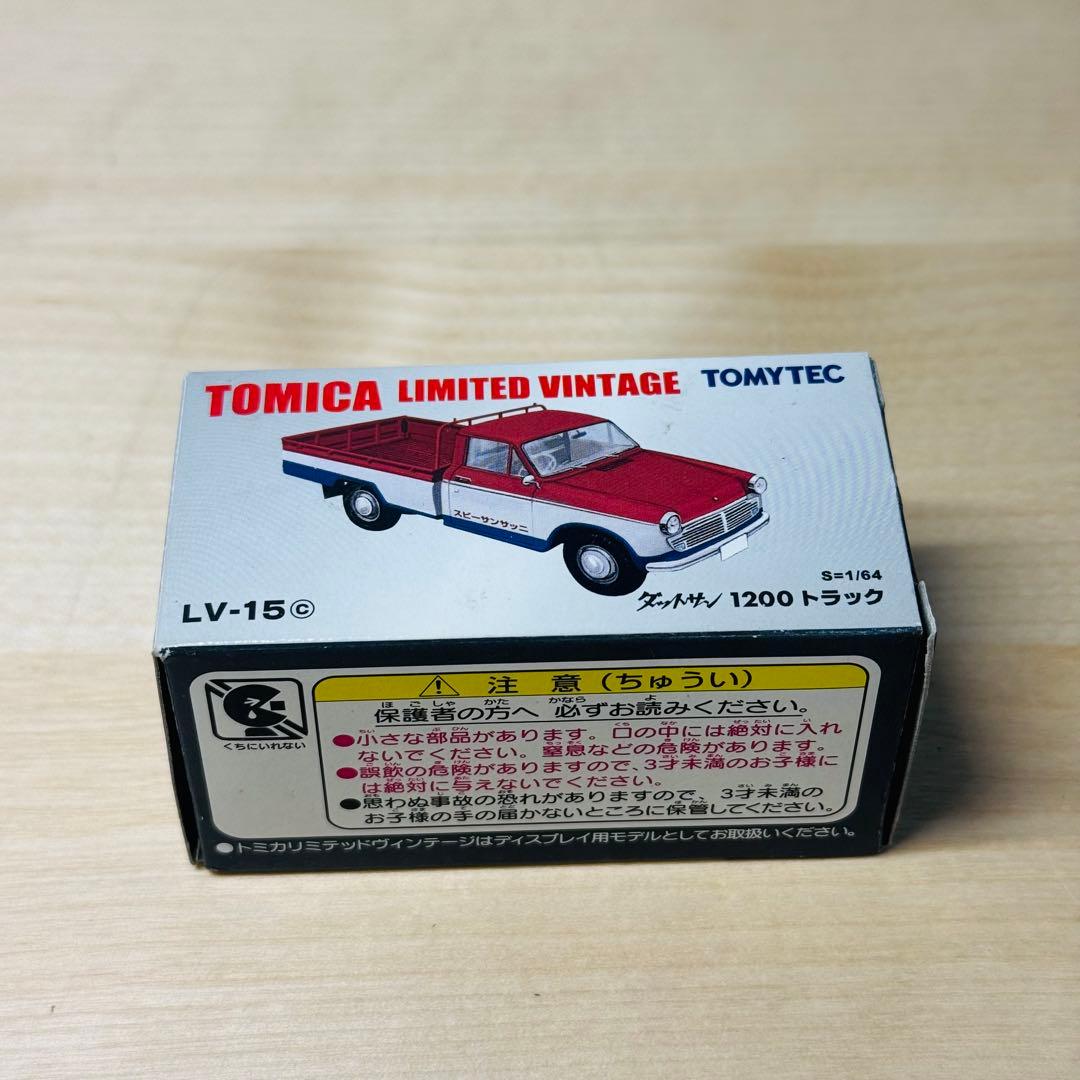 TOMICA LIMITED VINTAGE TOMYTEC
スピーサンサッニ
S=1/64
LV-15Ⓒ ダットサン 1200 トラック
⚠ 注意(ちゅうい)
保護者の方へ 必ずお読みください。
●小さな部品があります。口の中には絶対に入れ
ないでください。窒息などの危険があります。
●誤飲の危険がありますので、3才未満のお子様に
は絶対に与えないでください。
●思わぬ事故の恐れがありますので、3才未満の
お子様の手の届かないところに保管してください。
くちにいれない
●トミカリミテッドヴィンテージはディスプレイ用モデルとしてお取扱いください。